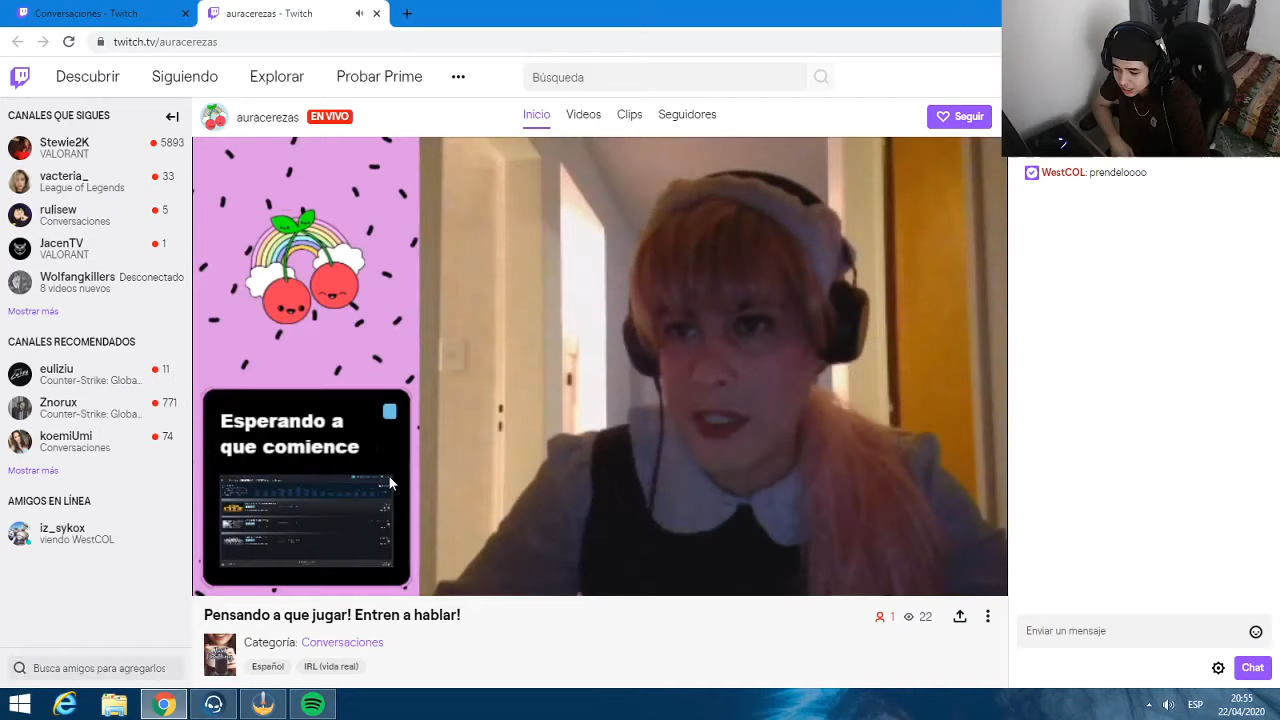 Conversaciones - Twitch
auracerezas - Twitch
twitch.tv/auracerezas
Descubrir
Siguiendo
Explorar
Probar Prime
Búsqueda
CANALES QUE SIGUES
Stewie2K
5893
VALORANT
vacteria_
33
League of Legends
rulisew
5
Conversaciones
JacenTV
1
VALORANT
Wolfangkillers
Desconectado
8 videos nuevos
Mostrar más
CANALES RECOMENDADOS
euliziu
11
Counter-Strike: Globa...
Znorux
771
Counter-Strike: Globa...
koemiUmi
74
Conversaciones
Mostrar más
AMIGOS EN LÍNEA
iz_sykox
viendo WestCOL
Busca amigos para agregarlos
auracerezas
EN VIVO
Inicio
Videos
Clips
Seguidores
Seguir
Esperando a
que comience
Pensando a que jugar! Entren a hablar!
1
22
Categoría: Conversaciones
Español
IRL (vida real)
WestCOL: prendeloooo
Enviar un mensaje
Chat
ESP
20:55
22/04/2020